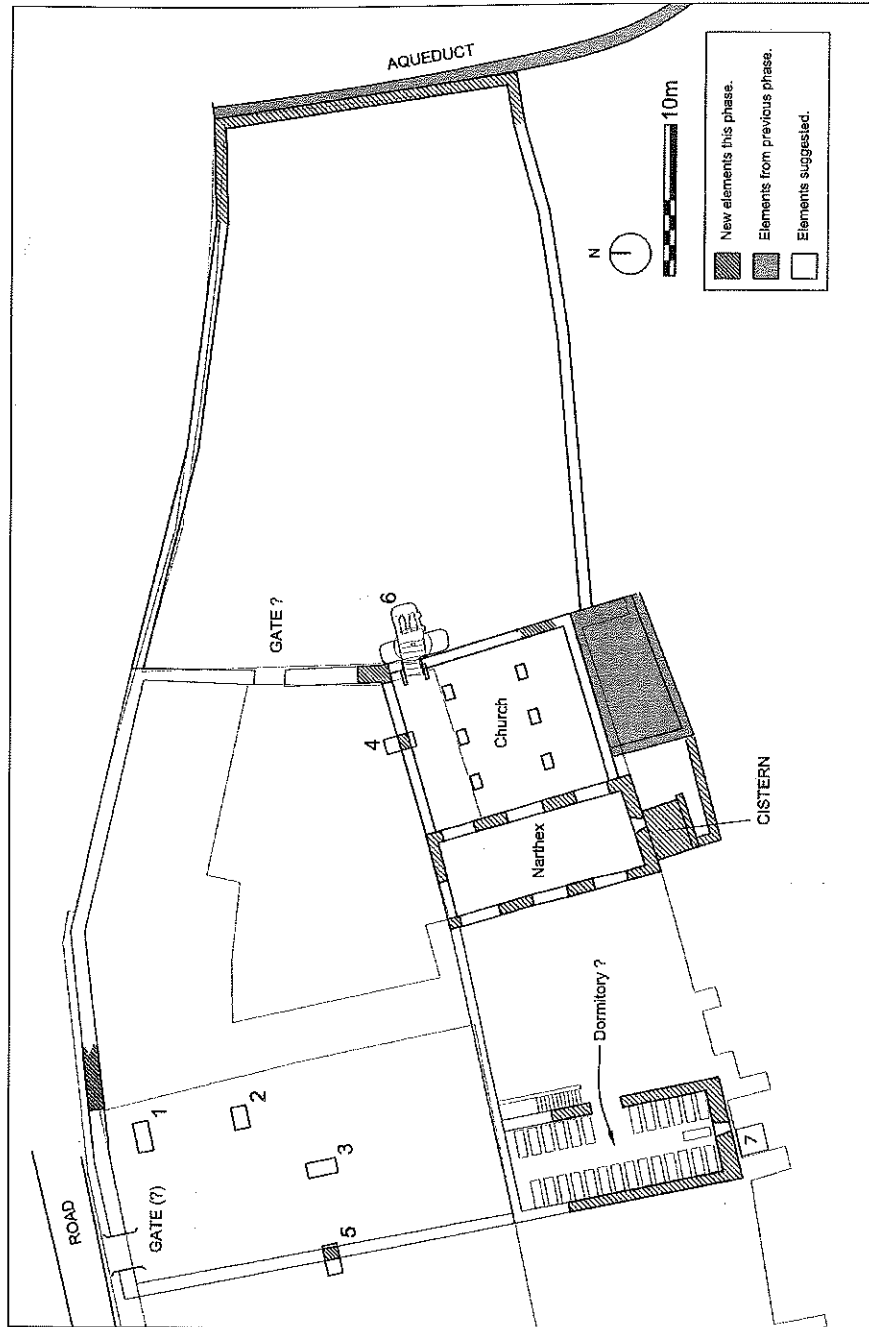 ROAD
GATE (?)
1
2
3
5
GATE ?
4
6
AQUEDUCT
Church
Narthex
CISTERN
Dormitory ?
7
N
10m
New elements this phase.
Elements from previous phase.
Elements suggested.